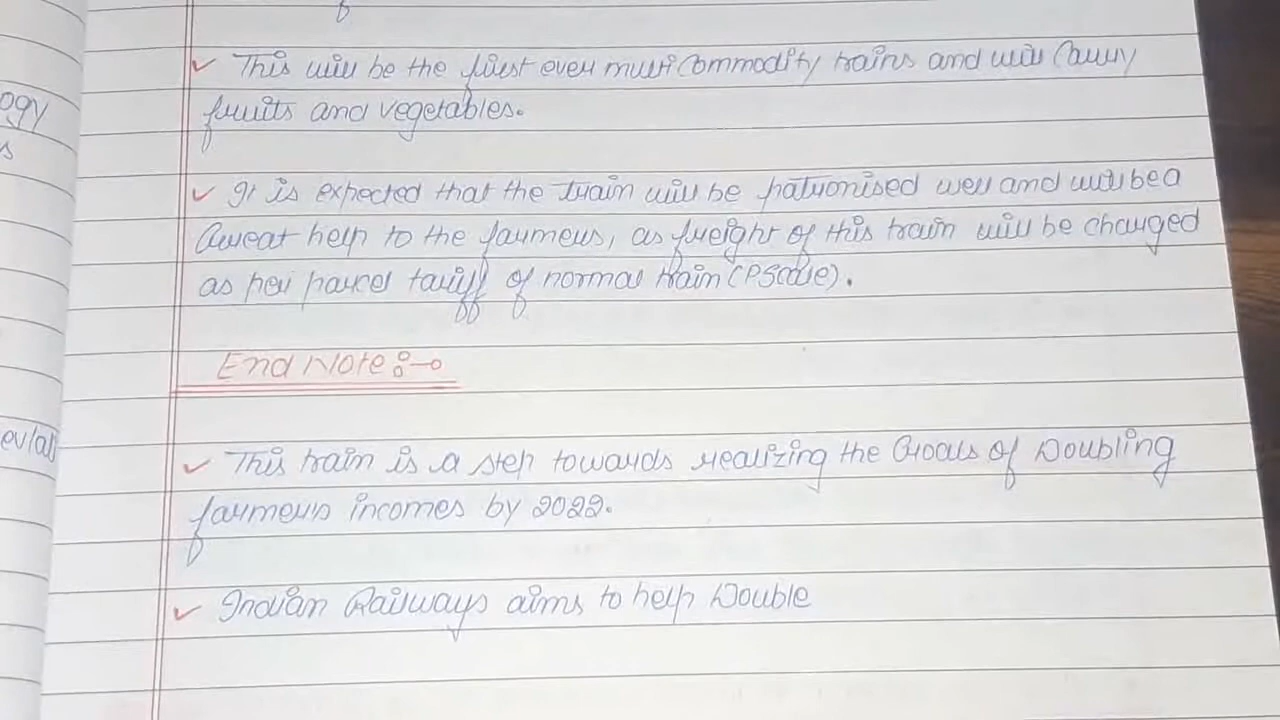 ogy
s
✓ This will be the first ever multi Commodity trains and will Carry
fruits and vegetables.
✓ It is expected that the train will be patronised well and will be a
Great help to the farmers, as freight of this train will be charged
as per parcel tariff of normal train (P Scale).
End Note :-
✓ This train is a step towards realizing the Goals of Doubling
farmers incomes by 2022.
✓ Indian Railways aims to help Double